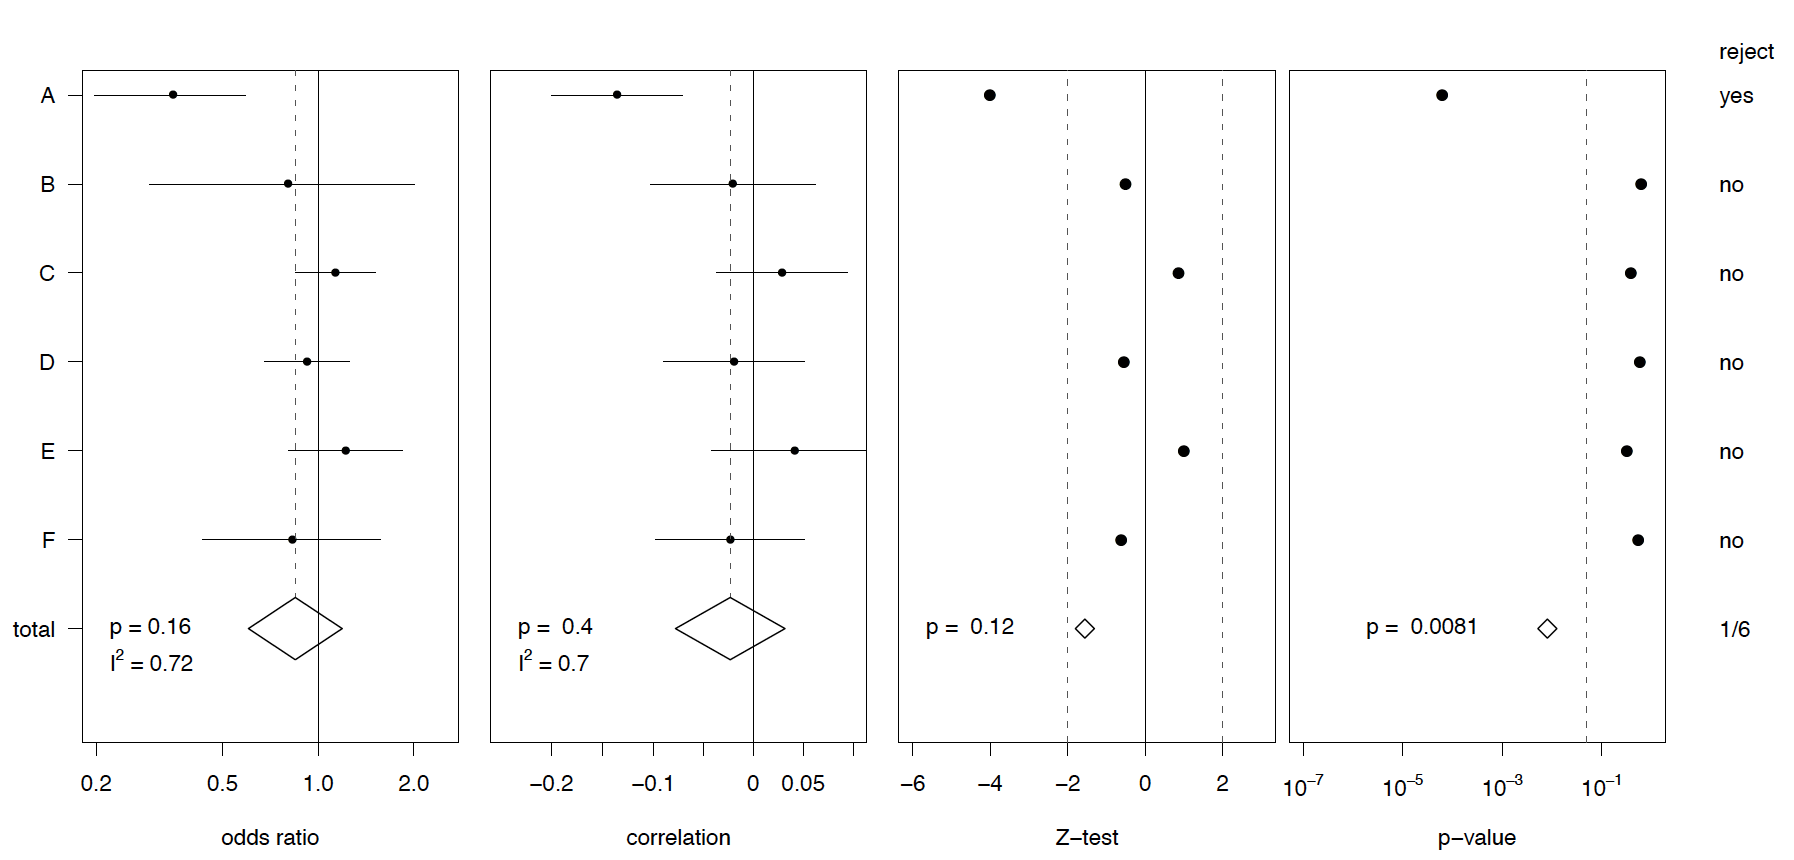 reject
A yes
B no
C no
D no
E no
F no
total p = 0.16 p = 0.4 p = 0.12 p = 0.0081 1/6
I² = 0.72 I² = 0.7
0.2 0.5 1.0 2.0 −0.2 −0.1 0 0.05 −6 −4 −2 0 2 10⁻⁷ 10⁻⁵ 10⁻³ 10⁻¹
odds ratio correlation Z−test p−value